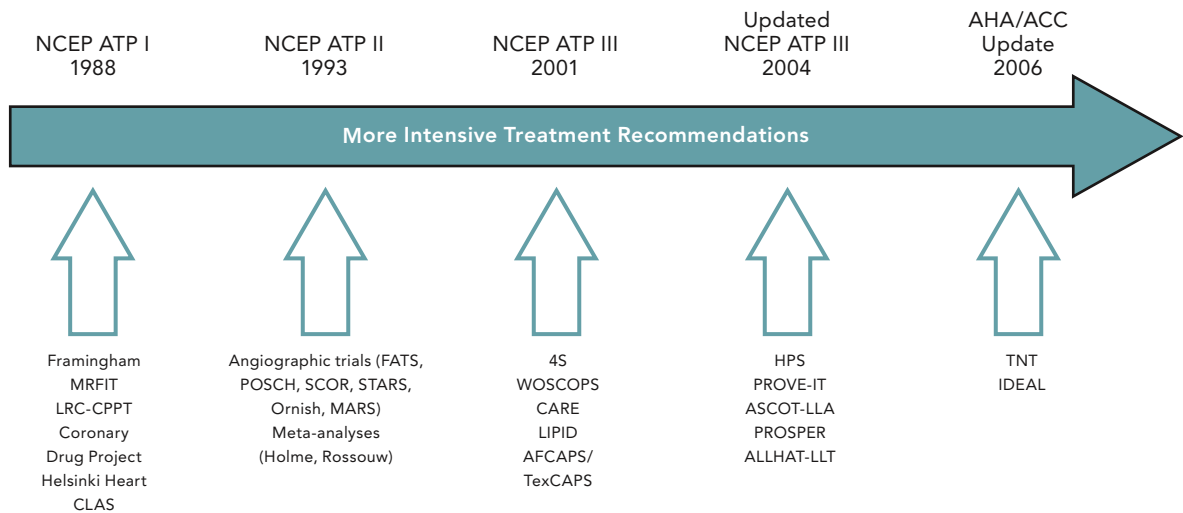 NCEP ATP I
1988
NCEP ATP II
1993
NCEP ATP III
2001
Updated
NCEP ATP III
2004
AHA/ACC
Update
2006
More Intensive Treatment Recommendations
Framingham
MRFIT
LRC-CPPT
Coronary
Drug Project
Helsinki Heart
CLAS
Angiographic trials (FATS,
POSCH, SCOR, STARS,
Ornish, MARS)
Meta-analyses
(Holme, Rossouw)
4S
WOSCOPS
CARE
LIPID
AFCAPS/
TexCAPS
HPS
PROVE-IT
ASCOT-LLA
PROSPER
ALLHAT-LLT
TNT
IDEAL